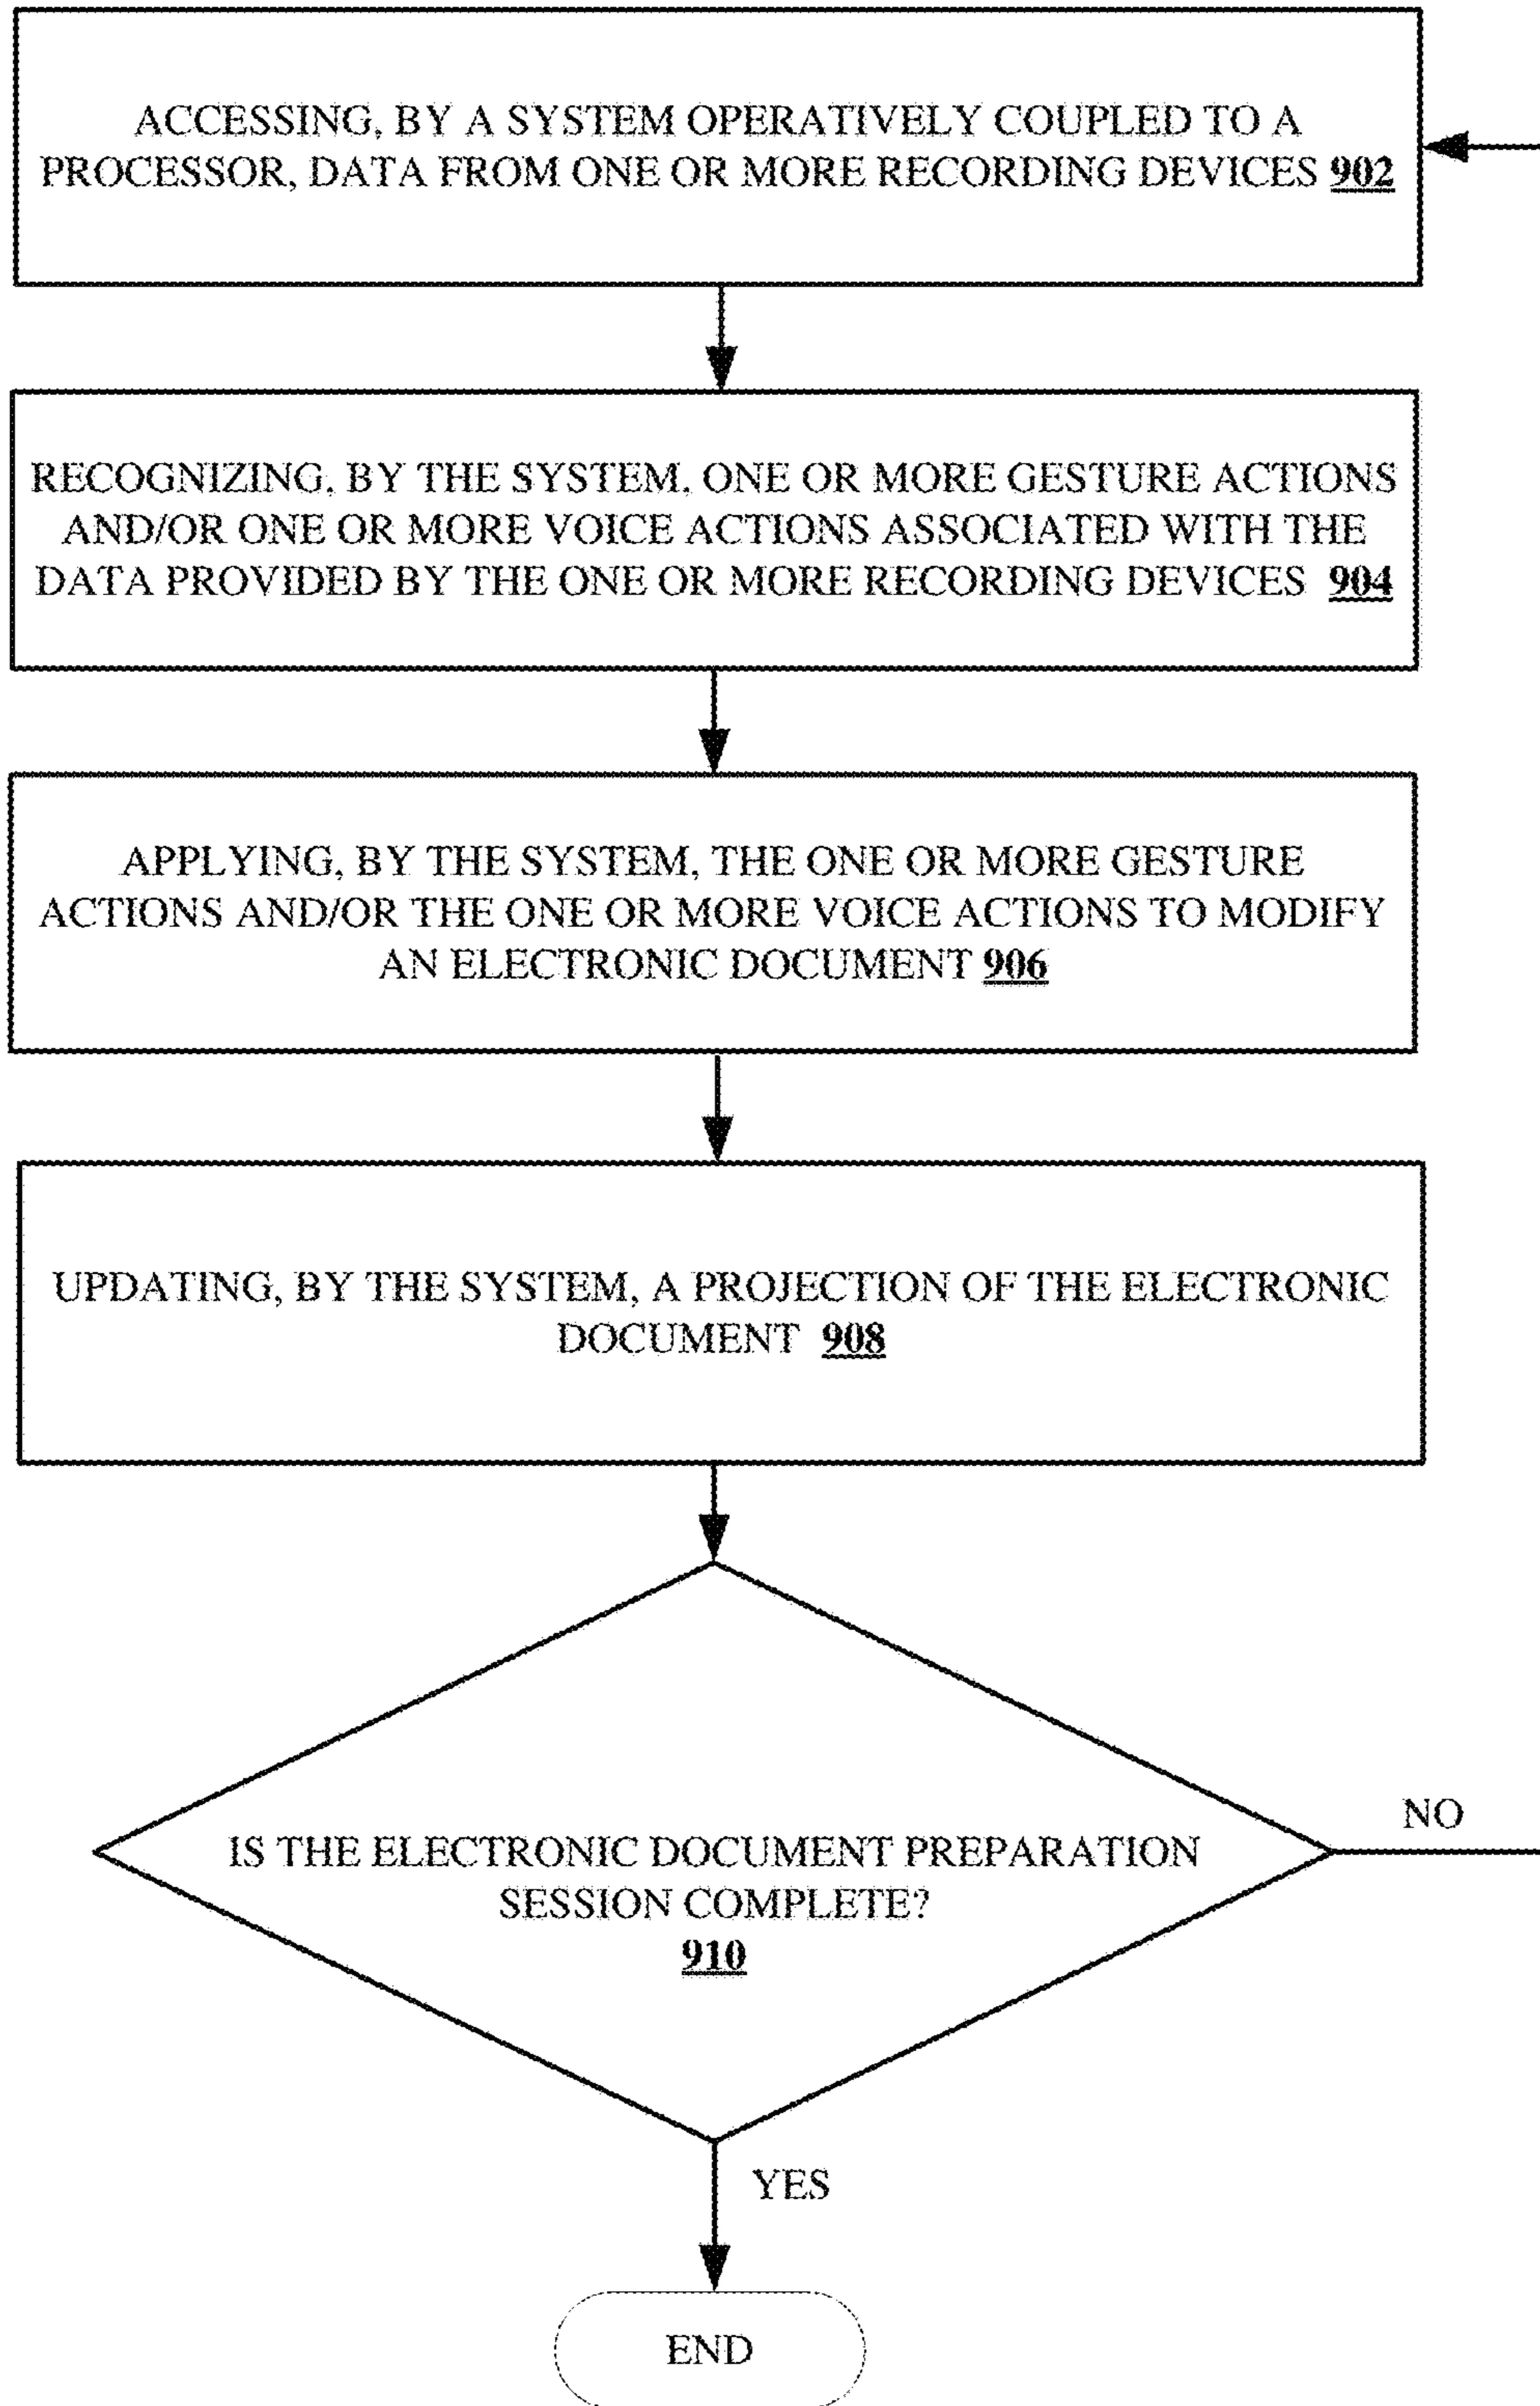 ACCESSING, BY A SYSTEM OPERATIVELY COUPLED TO A
PROCESSOR, DATA FROM ONE OR MORE RECORDING DEVICES 902
RECOGNIZING, BY THE SYSTEM, ONE OR MORE GESTURE ACTIONS
AND/OR ONE OR MORE VOICE ACTIONS ASSOCIATED WITH THE
DATA PROVIDED BY THE ONE OR MORE RECORDING DEVICES 904
APPLYING, BY THE SYSTEM, THE ONE OR MORE GESTURE
ACTIONS AND/OR THE ONE OR MORE VOICE ACTIONS TO MODIFY
AN ELECTRONIC DOCUMENT 906
UPDATING, BY THE SYSTEM, A PROJECTION OF THE ELECTRONIC
DOCUMENT 908
NO
IS THE ELECTRONIC DOCUMENT PREPARATION
SESSION COMPLETE?
910
YES
END